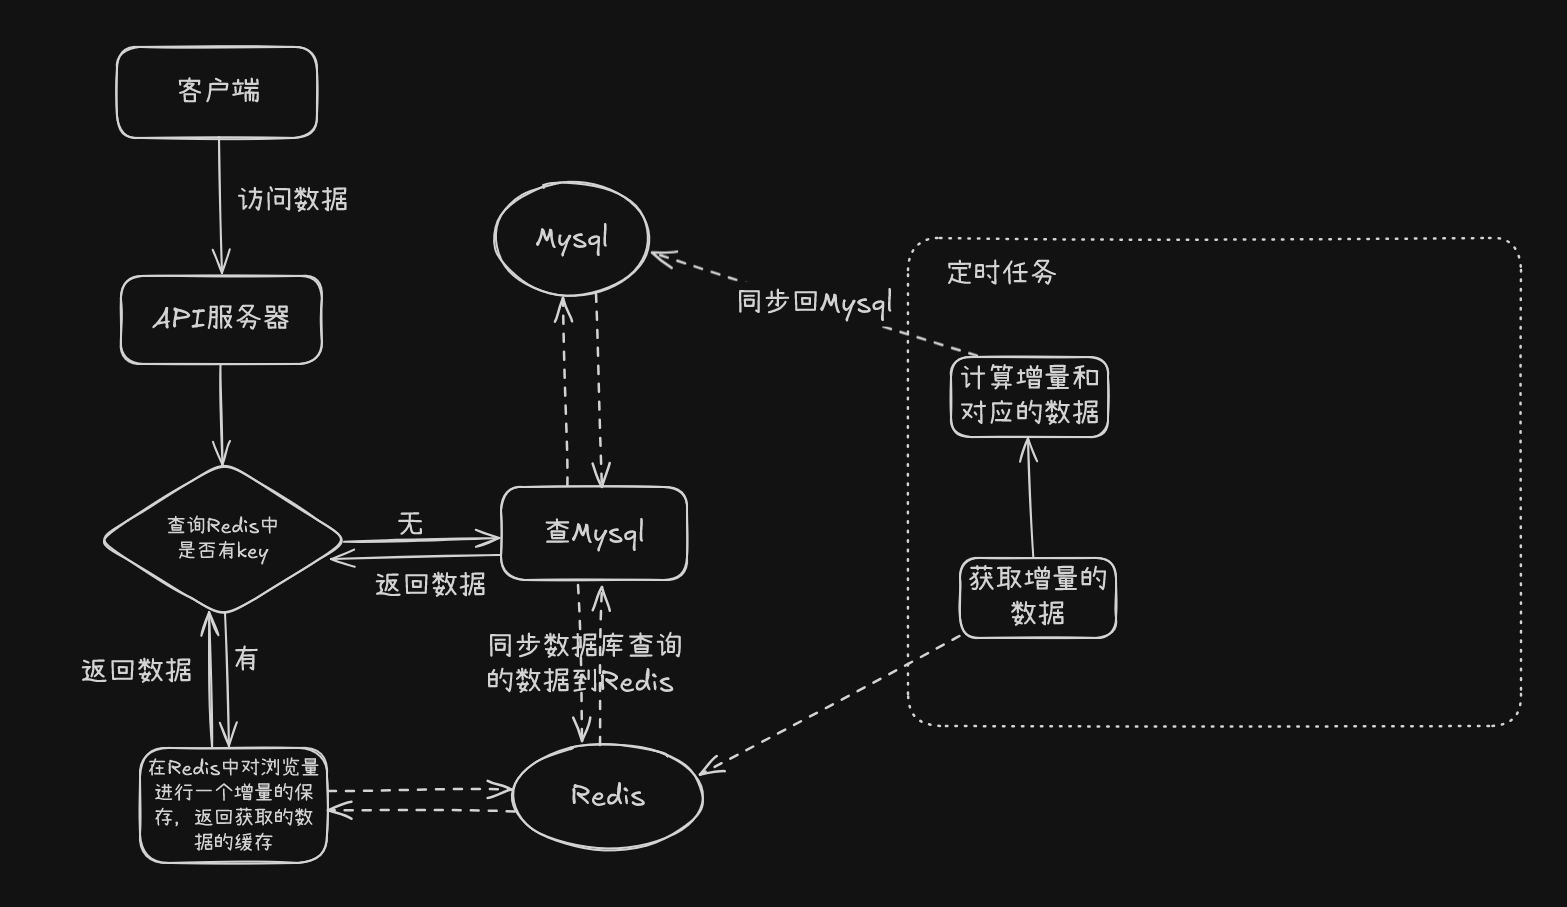 客户端
访问数据
API服务器
查询Redis中
是否有key
无
返回数据
有
返回数据
在Redis中对浏览量
进行一个增量的保
存，返回获取的数
据的缓存
Mysql
查Mysql
同步数据库查询
的数据到Redis
Redis
同步回Mysql
定时任务
计算增量和
对应的数据
获取增量的
数据